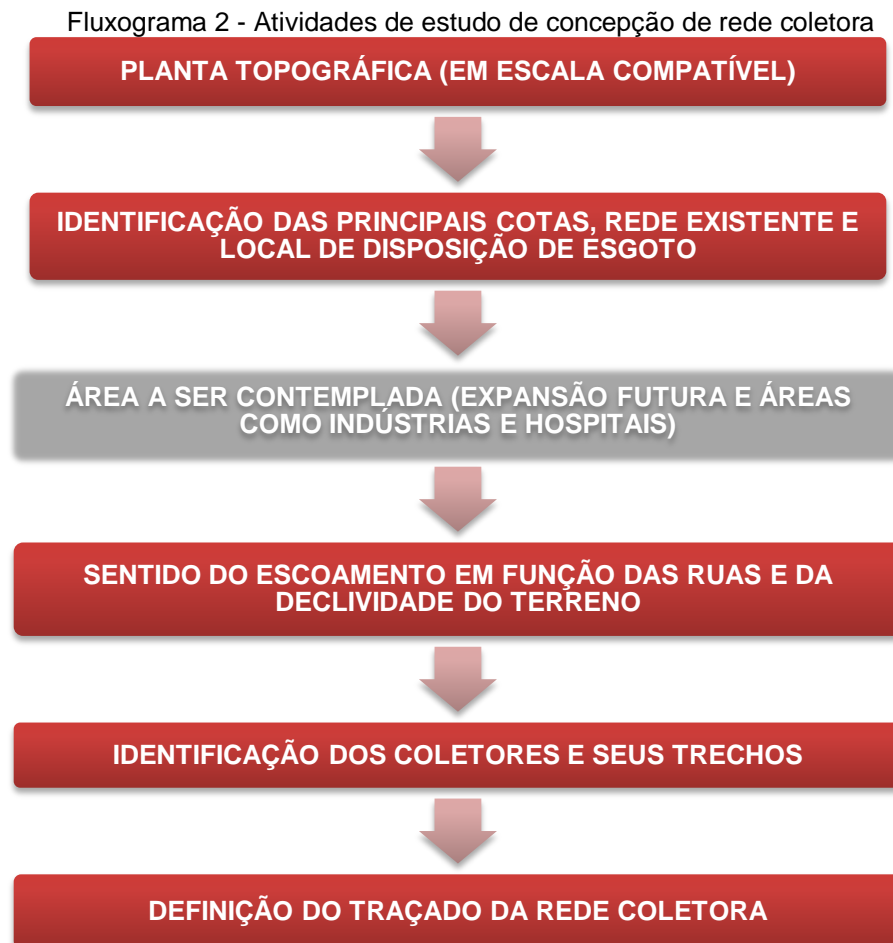 Fluxograma 2 - Atividades de estudo de concepção de rede coletora
PLANTA TOPOGRÁFICA (EM ESCALA COMPATÍVEL)
IDENTIFICAÇÃO DAS PRINCIPAIS COTAS, REDE EXISTENTE E
LOCAL DE DISPOSIÇÃO DE ESGOTO
ÁREA A SER CONTEMPLADA (EXPANSÃO FUTURA E ÁREAS
COMO INDÚSTRIAS E HOSPITAIS)
SENTIDO DO ESCOAMENTO EM FUNÇÃO DAS RUAS E DA
DECLIVIDADE DO TERRENO
IDENTIFICAÇÃO DOS COLETORES E SEUS TRECHOS
DEFINIÇÃO DO TRAÇADO DA REDE COLETORA